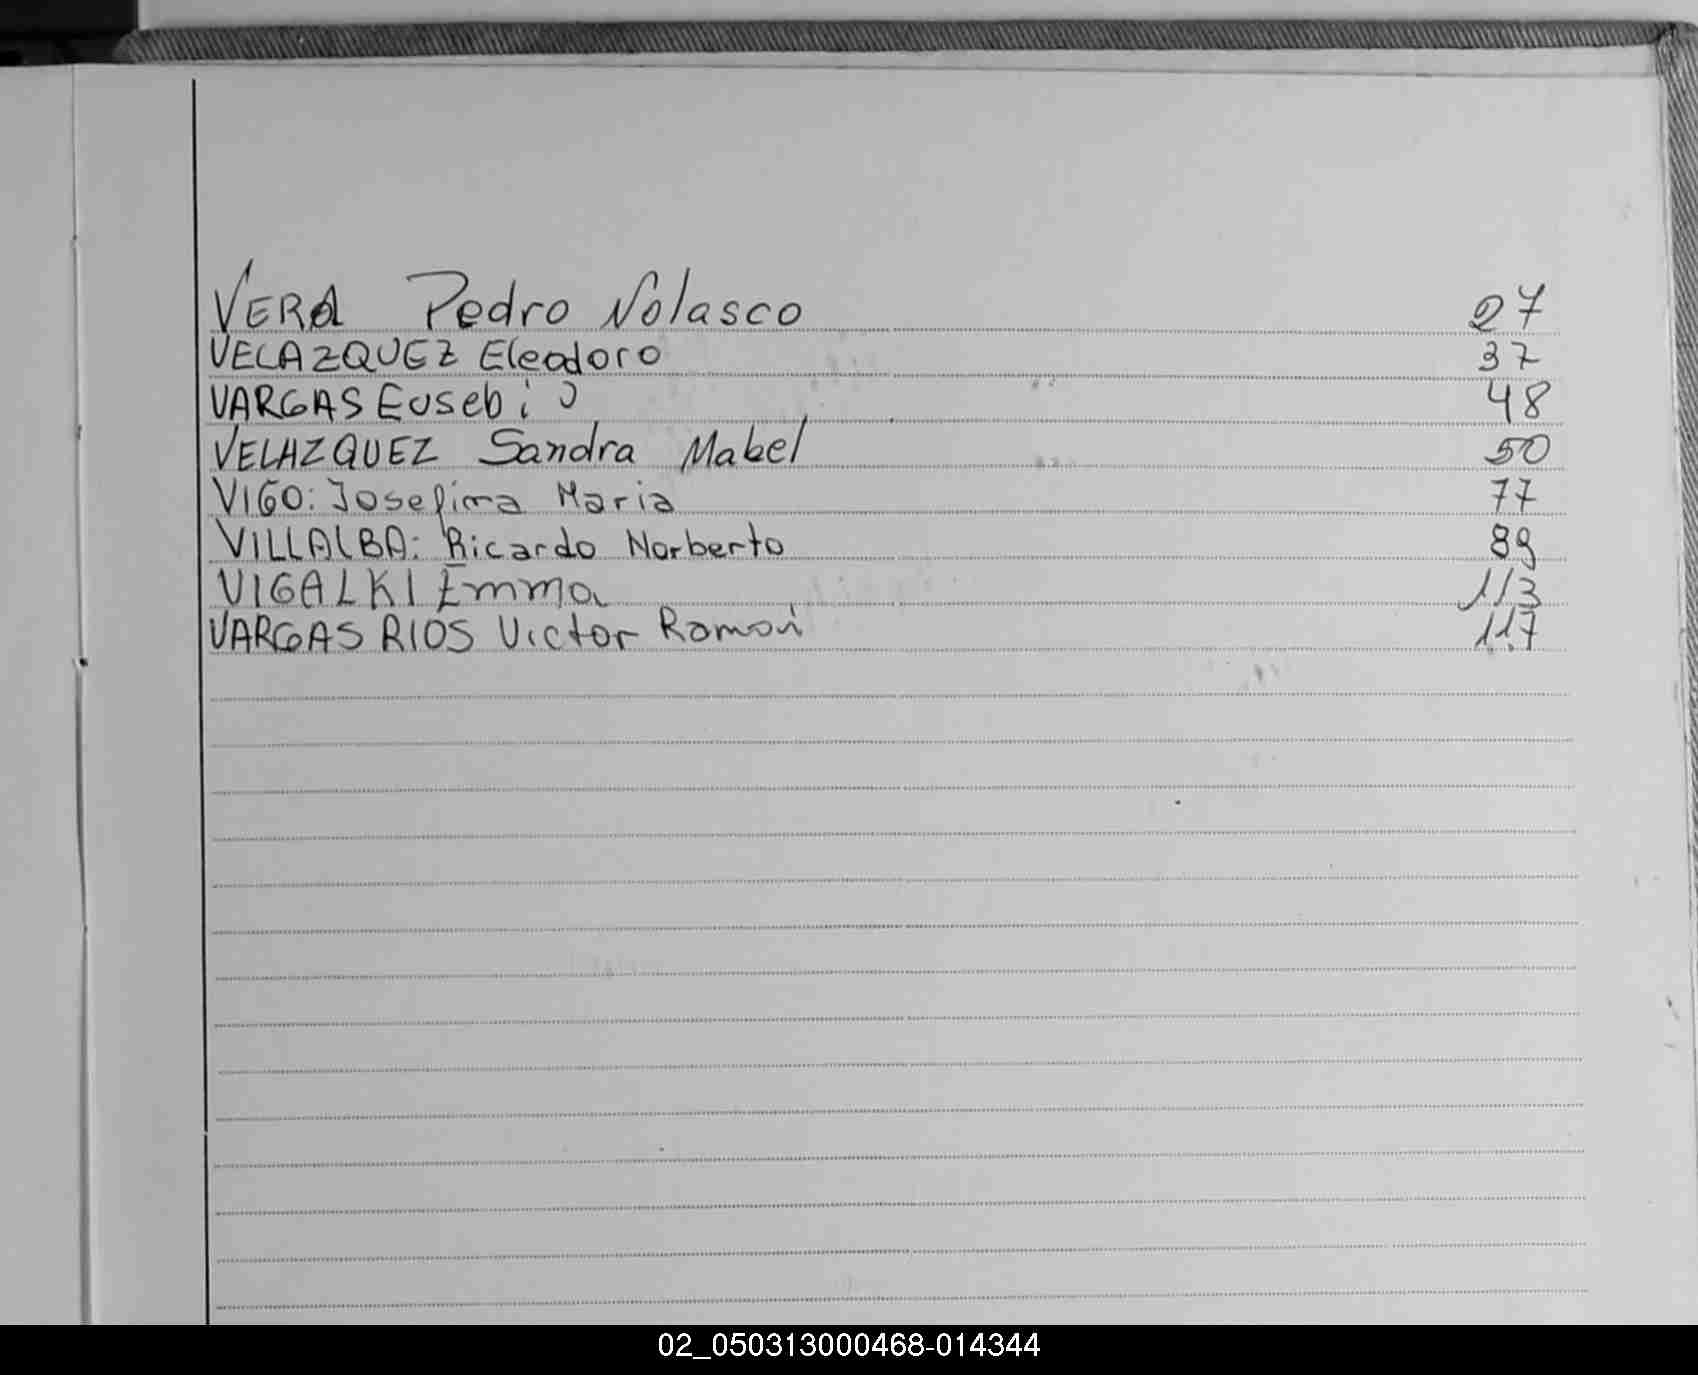 VERA Pedro Nolasco 27
VELAZQUEZ Eleodoro 37
VARGAS Eusebio 48
VELAZQUEZ Sandra Mabel 50
VIGO: Josefina Maria 77
VILLALBA: Ricardo Norberto 89
VIGALKI Emma 113
VARGAS RIOS Victor Ramón 117
02_050313000468-014344